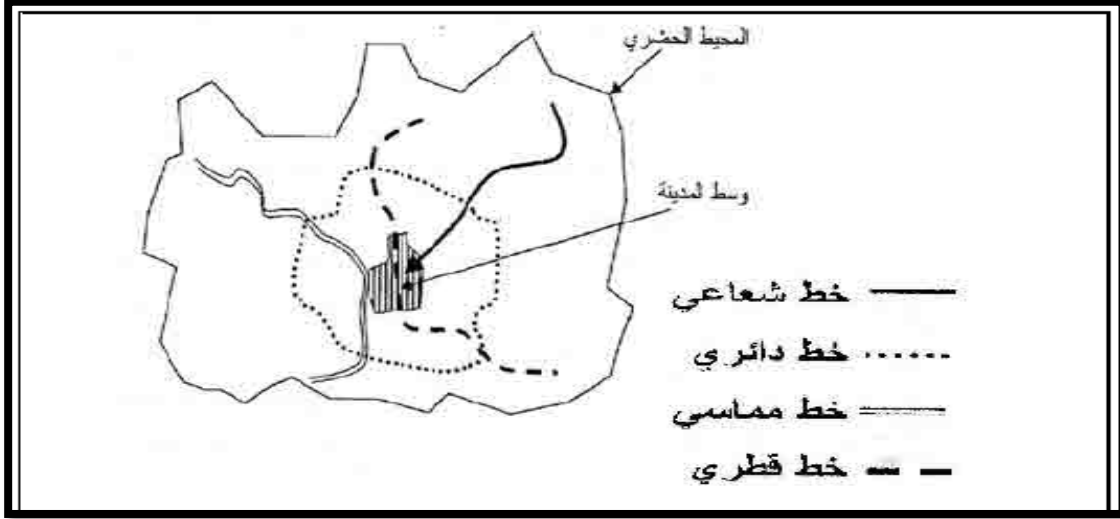 المحيط الحضري
وسط المدينة
خط شعاعي
خط دائري
خط مماسي
خط قطري